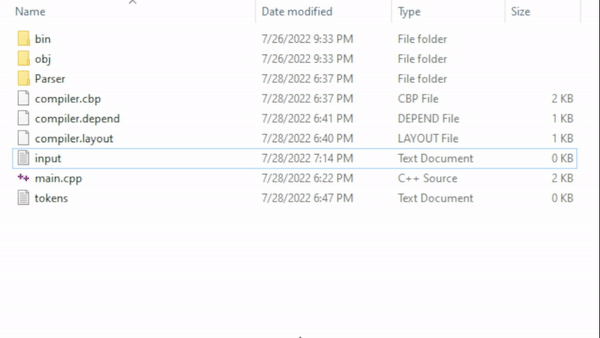 Name Date modified Type Size
bin 7/26/2022 9:33 PM File folder
obj 7/26/2022 9:33 PM File folder
Parser 7/28/2022 6:37 PM File folder
compiler.cbp 7/28/2022 6:37 PM CBP File 2 KB
compiler.depend 7/28/2022 6:41 PM DEPEND File 1 KB
compiler.layout 7/28/2022 6:40 PM LAYOUT File 1 KB
input 7/28/2022 7:14 PM Text Document 0 KB
main.cpp 7/28/2022 6:22 PM C++ Source 2 KB
tokens 7/28/2022 6:47 PM Text Document 0 KB